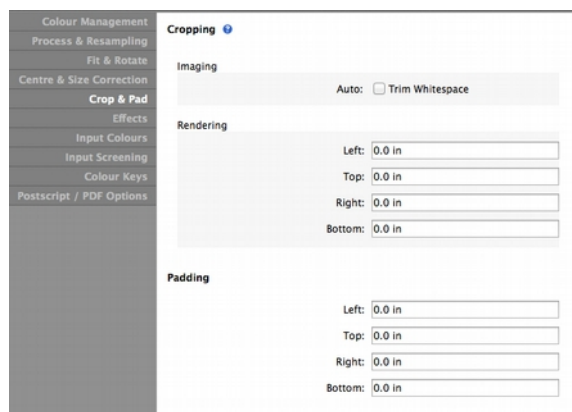 Colour Management
Process & Resampling
Fit & Rotate
Centre & Size Correction
Crop & Pad
Effects
Input Colours
Input Screening
Colour Keys
Postscript / PDF Options
Cropping ?
Imaging
Auto: Trim Whitespace
Rendering
Left: 0.0 in
Top: 0.0 in
Right: 0.0 in
Bottom: 0.0 in
Padding
Left: 0.0 in
Top: 0.0 in
Right: 0.0 in
Bottom: 0.0 in